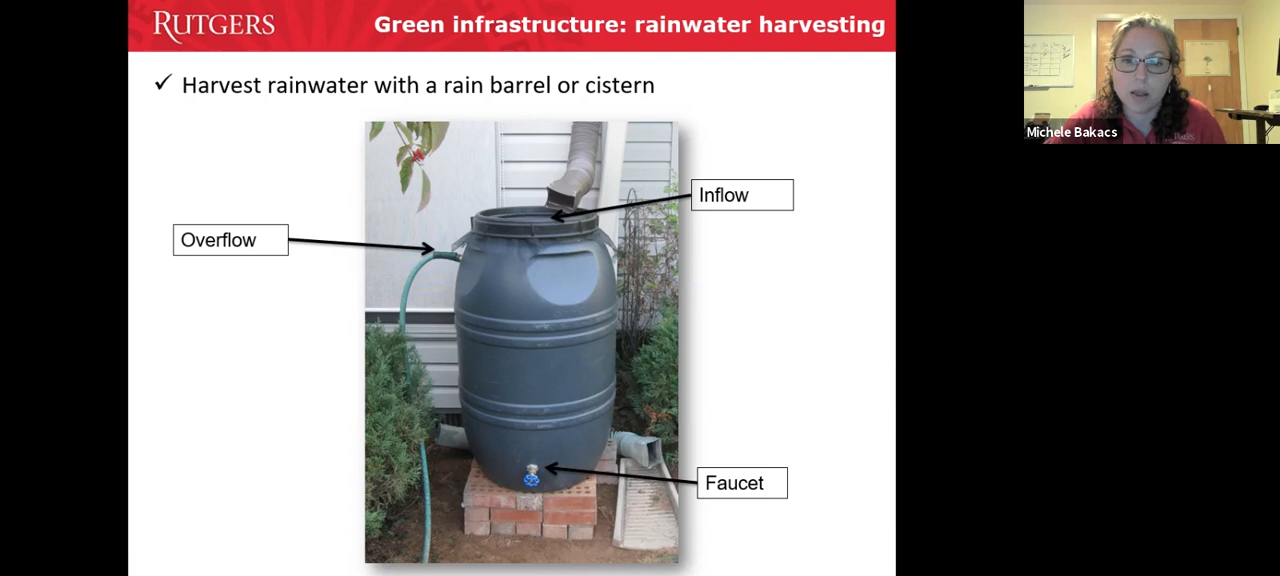 RUTGERS
Green infrastructure: rainwater harvesting
✓ Harvest rainwater with a rain barrel or cistern
Inflow
Overflow
Faucet
Michele Bakacs